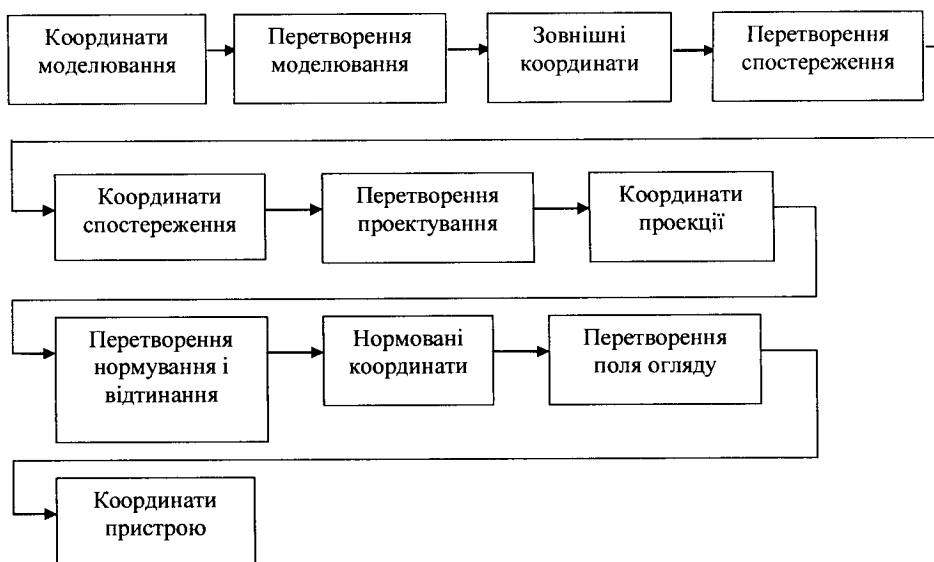 Координати
моделювання
Перетворення
моделювання
Зовнішні
координати
Перетворення
спостереження
Координати
спостереження
Перетворення
проектування
Координати
проекції
Перетворення
нормування і
відтинання
Нормовані
координати
Перетворення
поля огляду
Координати
пристрою